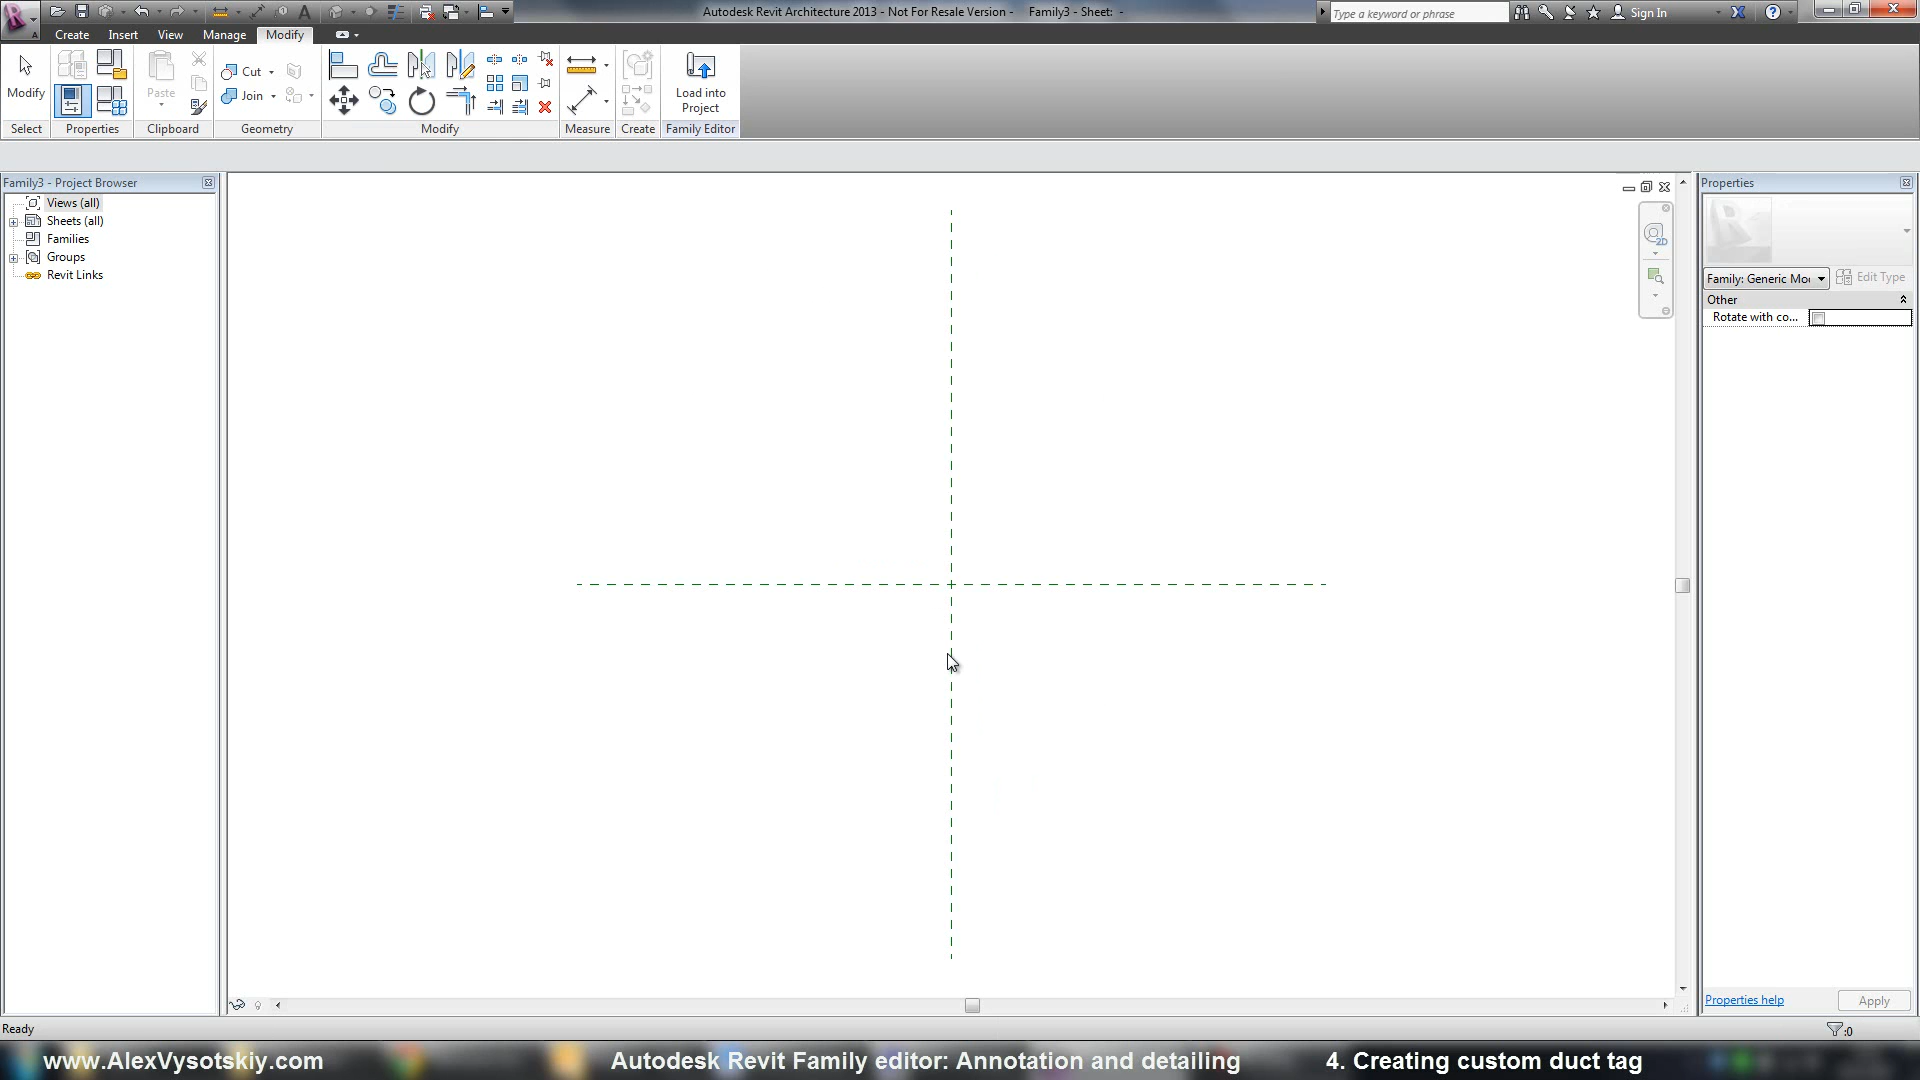 Autodesk Revit Architecture 2013 - Not For Resale Version - Family3 - Sheet: -
Type a keyword or phrase
Sign In
Create Insert View Manage Modify
Modify
Paste
Cut
Join
Load into
Project
Select Properties Clipboard Geometry Modify Measure Create Family Editor
Family3 - Project Browser
Views (all)
Sheets (all)
Families
Groups
Revit Links
2D
Properties
Family: Generic Mo
Edit Type
Other
Rotate with co...
Properties help
Apply
Ready
:0
www.AlexVysotskiy.com
Autodesk Revit Family editor: Annotation and detailing
4. Creating custom duct tag